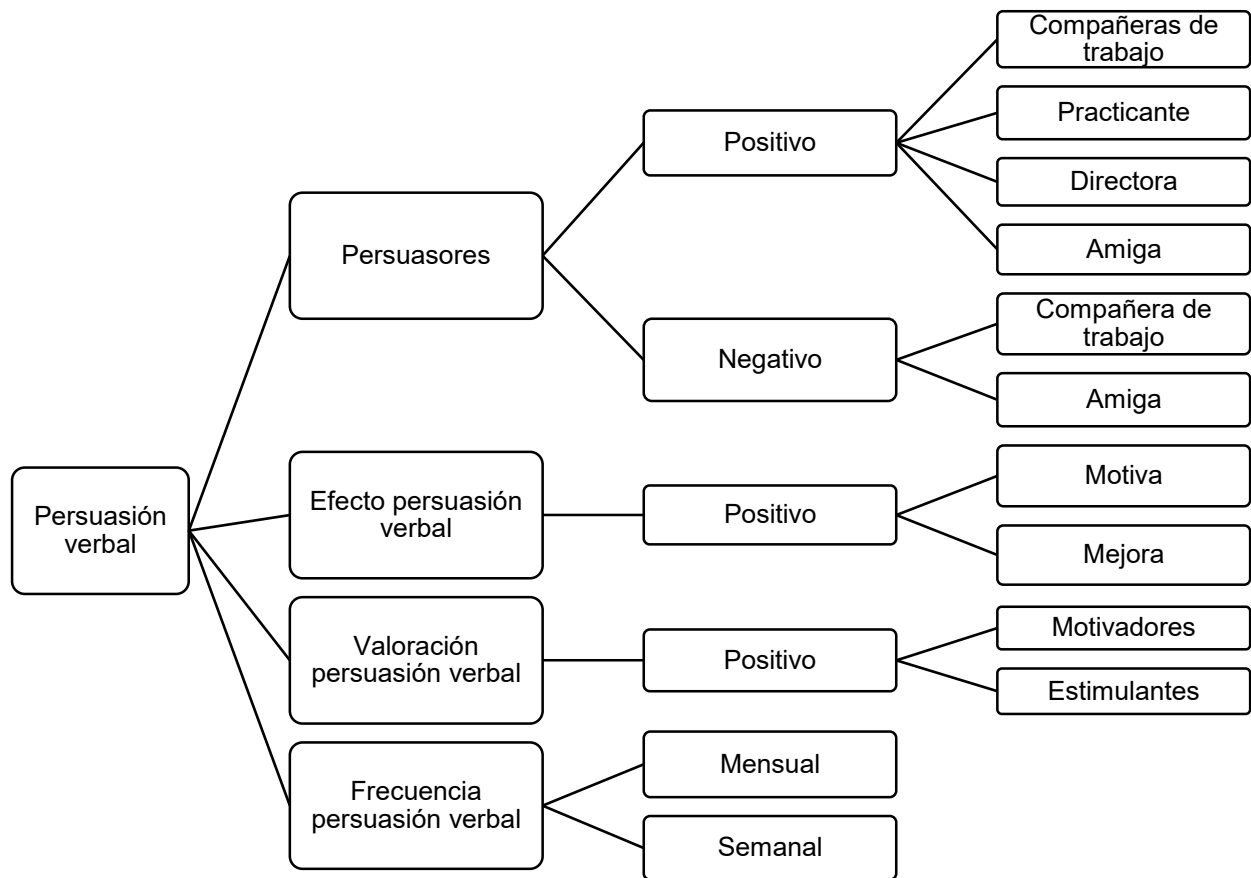 Persuasión
verbal
Persuasores
Positivo
Compañeras de
trabajo
Practicante
Directora
Amiga
Negativo
Compañera de
trabajo
Amiga
Efecto persuasión
verbal
Positivo
Motiva
Mejora
Valoración
persuasión verbal
Positivo
Motivadores
Estimulantes
Frecuencia
persuasión verbal
Mensual
Semanal